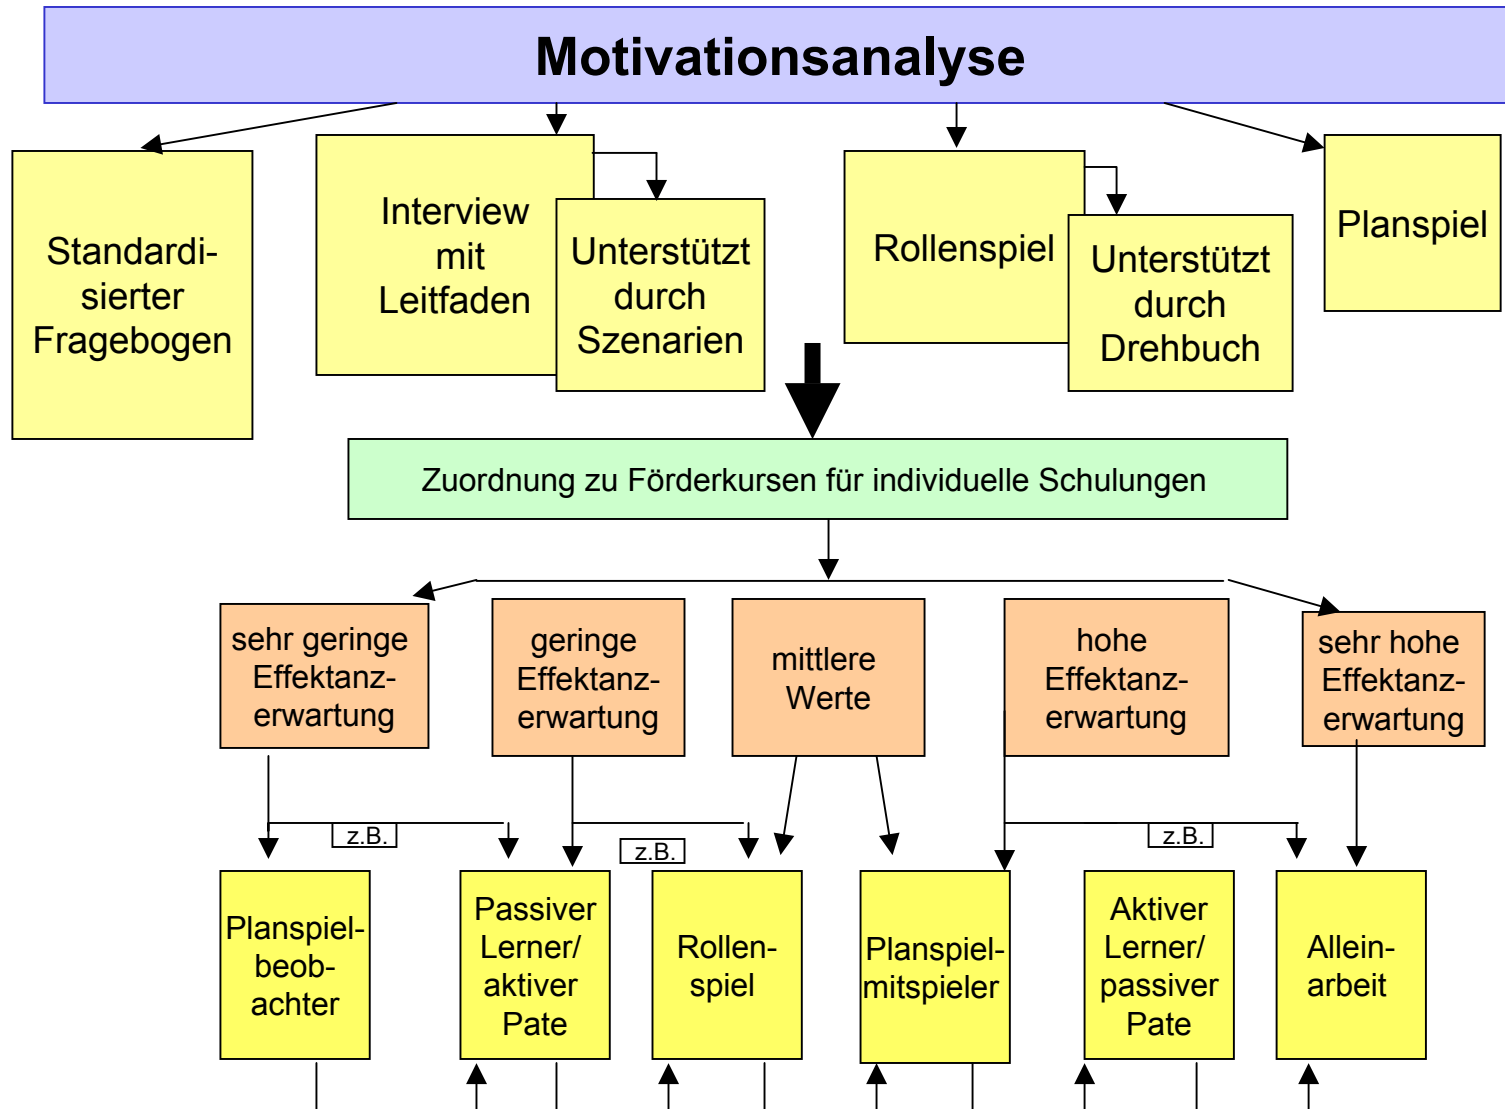 Motivationsanalyse
Standardi-
sierter
Fragebogen
Interview
mit
Leitfaden
Unterstützt
durch
Szenarien
Rollenspiel
Unterstützt
durch
Drehbuch
Planspiel
Zuordnung zu Förderkursen für individuelle Schulungen
sehr geringe
Effektanz-
erwartung
geringe
Effektanz-
erwartung
mittlere
Werte
hohe
Effektanz-
erwartung
sehr hohe
Effektanz-
erwartung
z.B.
z.B.
z.B.
Planspiel-
beob-
achter
Passiver
Lerner/
aktiver
Pate
Rollen-
spiel
Planspiel-
mitspieler
Aktiver
Lerner/
passiver
Pate
Allein-
arbeit